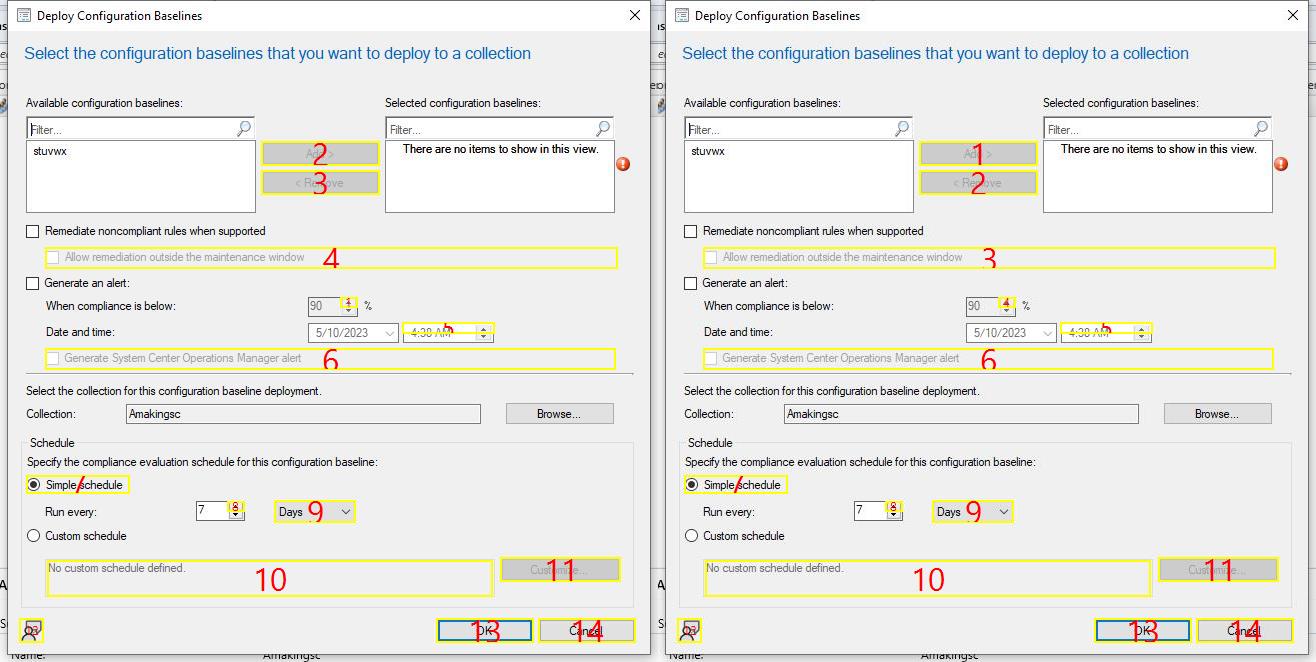 Deploy Configuration Baselines
Select the configuration baselines that you want to deploy to a collection
Available configuration baselines:
Selected configuration baselines:
Filter...
Filter...
stuvwx
2
There are no items to show in this view.
< Remove
3
Remediate noncompliant rules when supported
Allow remediation outside the maintenance window
4
Generate an alert:
When compliance is below:
90
1
%
Date and time:
5/10/2023
4:38 AM
5
Generate System Center Operations Manager alert
6
Select the collection for this configuration baseline deployment.
Collection:
Amakingsc
Browse...
Schedule
Specify the compliance evaluation schedule for this configuration baseline:
Simple schedule
7
Run every:
7
8
Days
9
Custom schedule
No custom schedule defined.
10
Customize...
11
OK
13
Cancel
14
Name:
Amakingsc
Deploy Configuration Baselines
Select the configuration baselines that you want to deploy to a collection
Available configuration baselines:
Selected configuration baselines:
Filter...
Filter...
stuvwx
1
There are no items to show in this view.
< Remove
2
Remediate noncompliant rules when supported
Allow remediation outside the maintenance window
3
Generate an alert:
When compliance is below:
90
4
%
Date and time:
5/10/2023
4:38 AM
5
Generate System Center Operations Manager alert
6
Select the collection for this configuration baseline deployment.
Collection:
Amakingsc
Browse...
Schedule
Specify the compliance evaluation schedule for this configuration baseline:
Simple schedule
7
Run every:
7
8
Days
9
Custom schedule
No custom schedule defined.
10
Customize...
11
OK
13
Cancel
14
Name:
Amakingsc